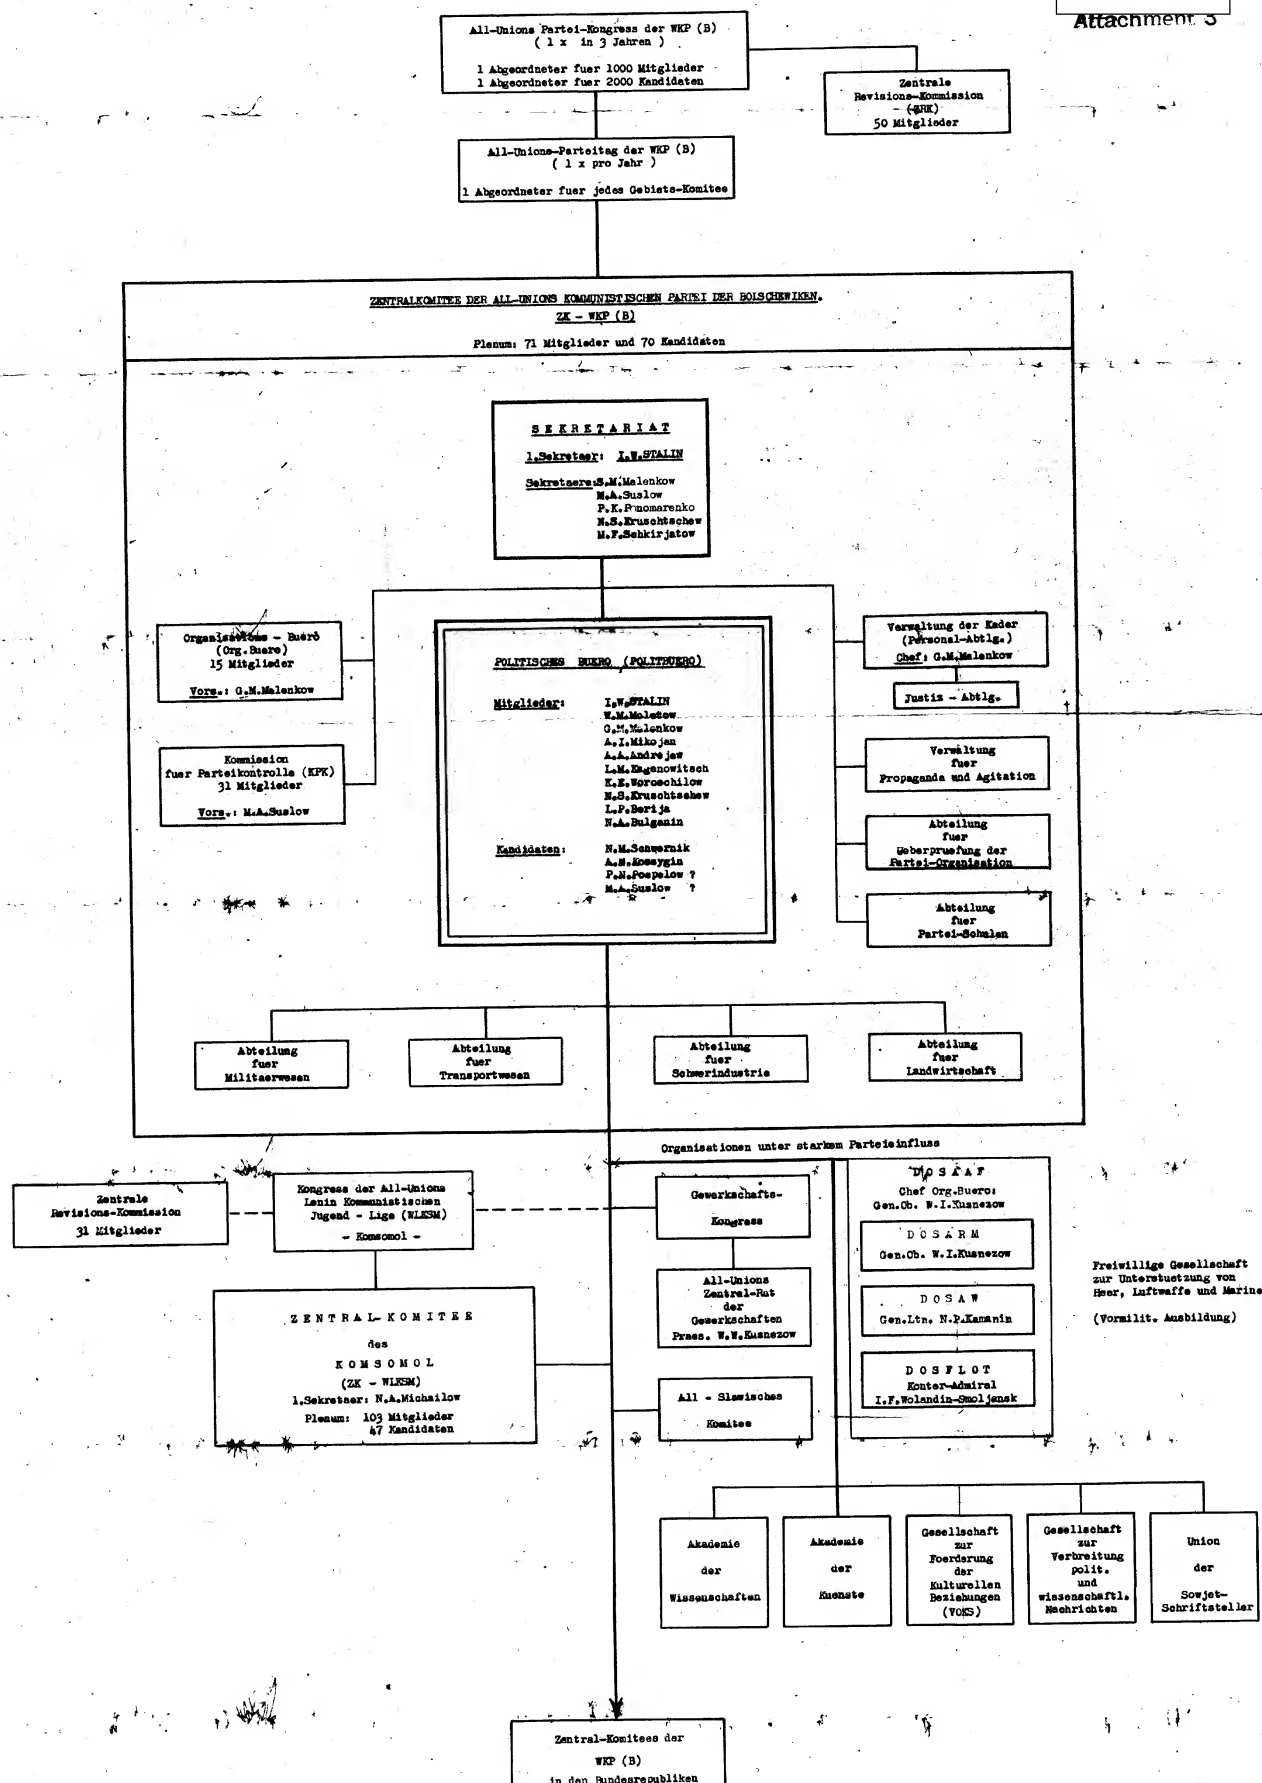 Attachment 3
All-Unions Partei-Kongress der WKP (B)
( 1 x in 3 Jahren )
1 Abgeordneter fuer 1000 Mitglieder
1 Abgeordneter fuer 2000 Kandidaten
Zentrale
Revisions-Kommission
- (ZRK)
50 Mitglieder
All-Unions-Parteitag der WKP (B)
( 1 x pro Jahr )
1 Abgeordneter fuer jedes Gebiets-Komitee
ZENTRALKOMITEE DER ALL-UNIONS KOMMUNISTISCHEN PARTEI DER BOLSCHEWIKEN.
ZK - WKP (B)
Plenum: 71 Mitglieder und 70 Kandidaten
SEKRETARIAT
1.Sekretaer: I.W.STALIN
Sekretaere:S.M.Malenkow
M.A.Suslow
P.K.Ponomarenko
N.S.Kruschtschew
M.F.Schkirjatow
Organisations - Buero
(Org.Buero)
15 Mitglieder
Vors.: G.M.Malenkow
Kommission
fuer Parteikontrolle (KPK)
31 Mitglieder
Vors.: M.A.Suslow
POLITISCHES BUERO (POLITBUERO)
Mitglieder: I.W.STALIN
W.M.Molotow
G.M.Malenkow
A.I.Mikojan
A.A.Andrejew
L.M.Kaganowitsch
K.E.Woroschilow
N.S.Kruschtschew
L.P.Berija
N.A.Bulganin
Kandidaten: N.M.Schwernik
A.N.Kossygin
P.N.Pospelow ?
M.A.Suslow ?
Verwaltung der Kader
(Personal-Abtlg.)
Chef: G.M.Malenkow
Justiz - Abtlg.
Verwaltung
fuer
Propaganda und Agitation
Abteilung
fuer
Ueberpruefung der
Partei-Organisation
Abteilung
fuer
Partei-Schulen
Abteilung
fuer
Militaerwesen
Abteilung
fuer
Transportwesen
Abteilung
fuer
Schwerindustrie
Abteilung
fuer
Landwirtschaft
Organisationen unter starkem Parteieinfluss
Zentrale
Revisions-Kommission
31 Mitglieder
Kongress der All-Unions
Lenin Kommunistischen
Jugend - Liga (WLKSM)
- Komsomol -
ZENTRAL-KOMITEE
des
KOMSOMOL
(ZK - WLKSM)
1.Sekretaer: N.A.Michailow
Plenum: 103 Mitglieder
47 Kandidaten
Gewerkschafts-
Kongress
All-Unions
Zentral-Rat
der
Gewerkschaften
Praes. W.W.Kusnezow
All - Slawisches
Komitee
DOSAAF
Chef Org.Buero:
Gen.Ob. W.I.Kusnezow
DOSARM
Gen.Ob. W.I.Kusnezow
DOSAW
Gen.Ltn. N.P.Kamanin
DOSFLOT
Konter-Admiral
I.F.Wolandin-Smoljansk
Freiwillige Gesellschaft
zur Unterstuetzung von
Heer, Luftwaffe und Marine
(Vormilit. Ausbildung)
Akademie
der
Wissenschaften
Akademie
der
Kuenste
Gesellschaft
zur
Foerderung
der
Kulturellen
Beziehungen
(VOKS)
Gesellschaft
zur
Verbreitung
polit.
und
wissenschaftl.
Nachrichten
Union
der
Sowjet-
Schriftsteller
Zentral-Komitees der
WKP (B)
in den Bundesrepubliken